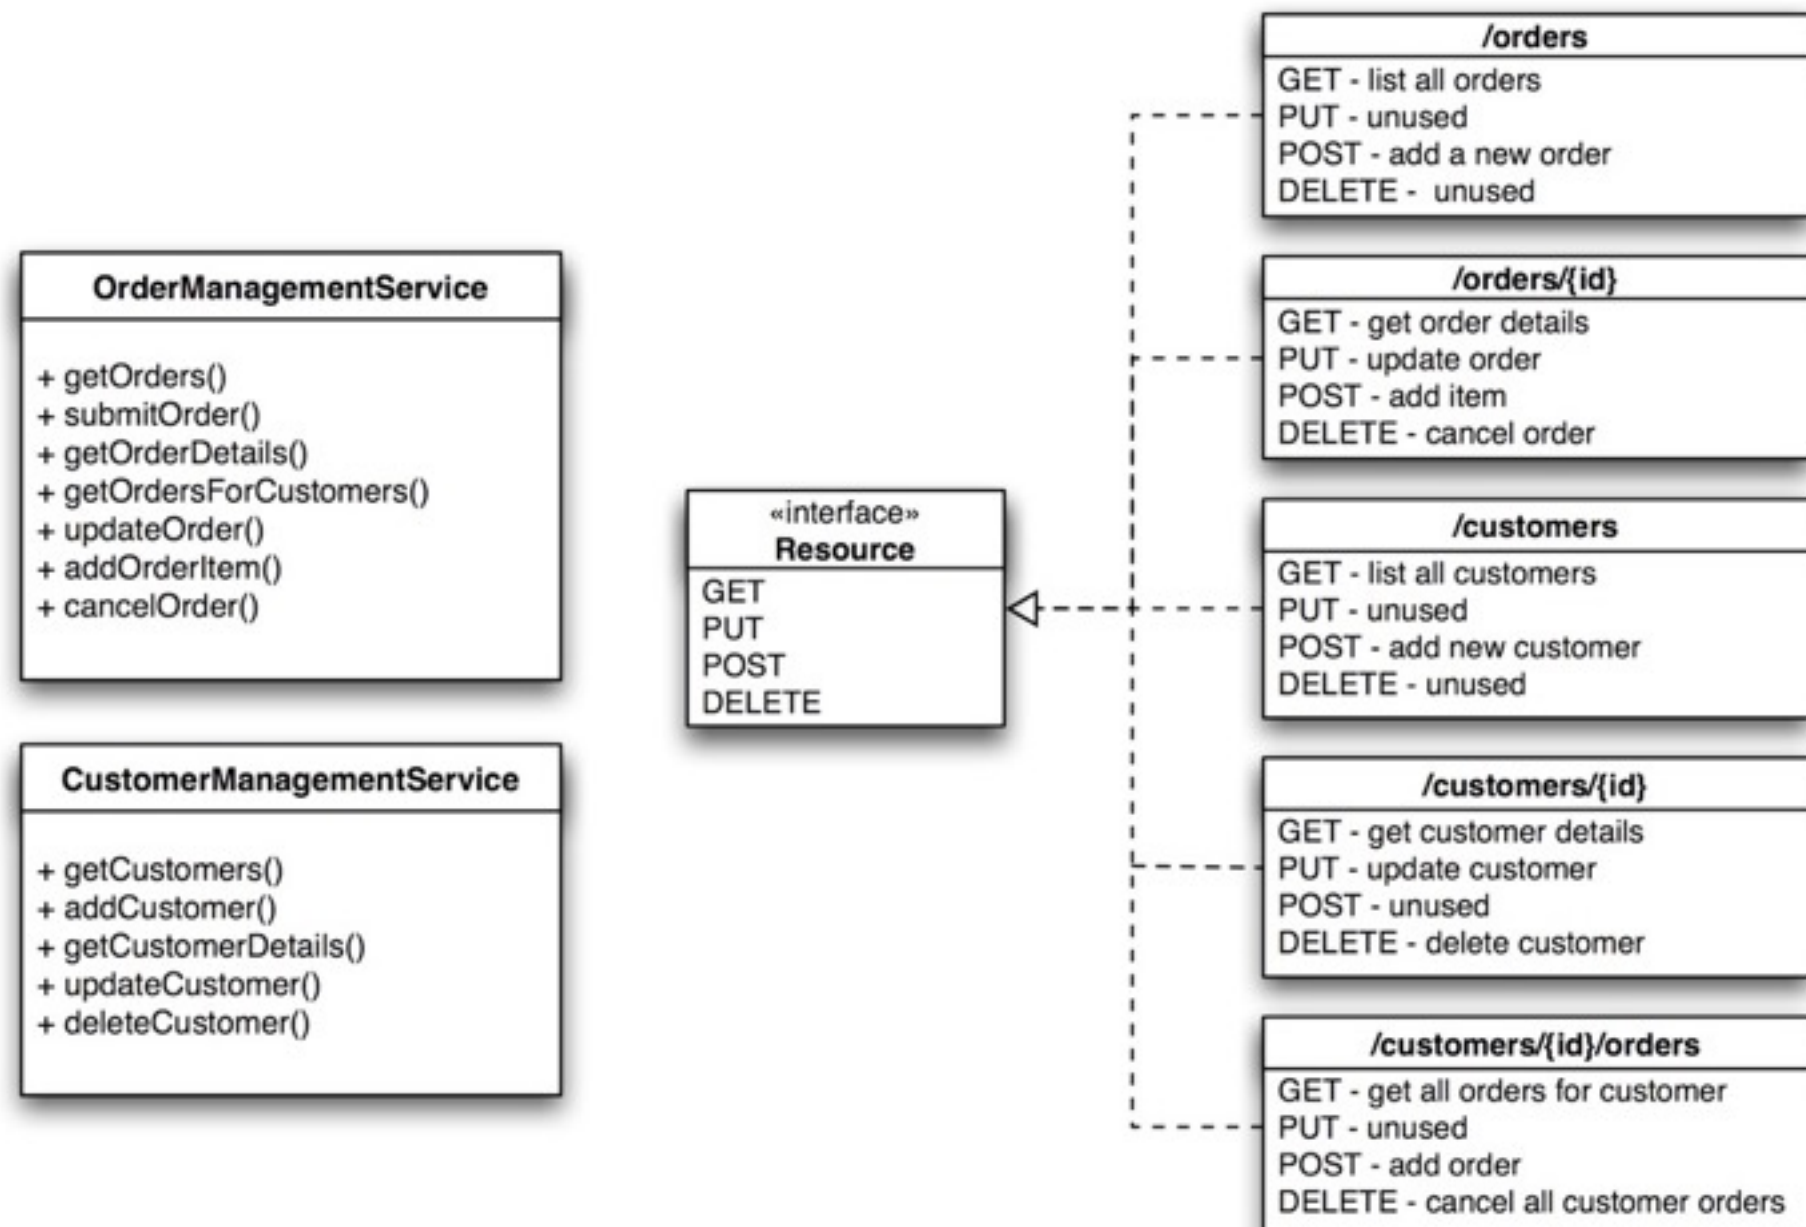 OrderManagementService
+ getOrders()
+ submitOrder()
+ getOrderDetails()
+ getOrdersForCustomers()
+ updateOrder()
+ addOrderItem()
+ cancelOrder()
CustomerManagementService
+ getCustomers()
+ addCustomer()
+ getCustomerDetails()
+ updateCustomer()
+ deleteCustomer()
«interface»
Resource
GET
PUT
POST
DELETE
/orders
GET - list all orders
PUT - unused
POST - add a new order
DELETE - unused
/orders/{id}
GET - get order details
PUT - update order
POST - add item
DELETE - cancel order
/customers
GET - list all customers
PUT - unused
POST - add new customer
DELETE - unused
/customers/{id}
GET - get customer details
PUT - update customer
POST - unused
DELETE - delete customer
/customers/{id}/orders
GET - get all orders for customer
PUT - unused
POST - add order
DELETE - cancel all customer orders